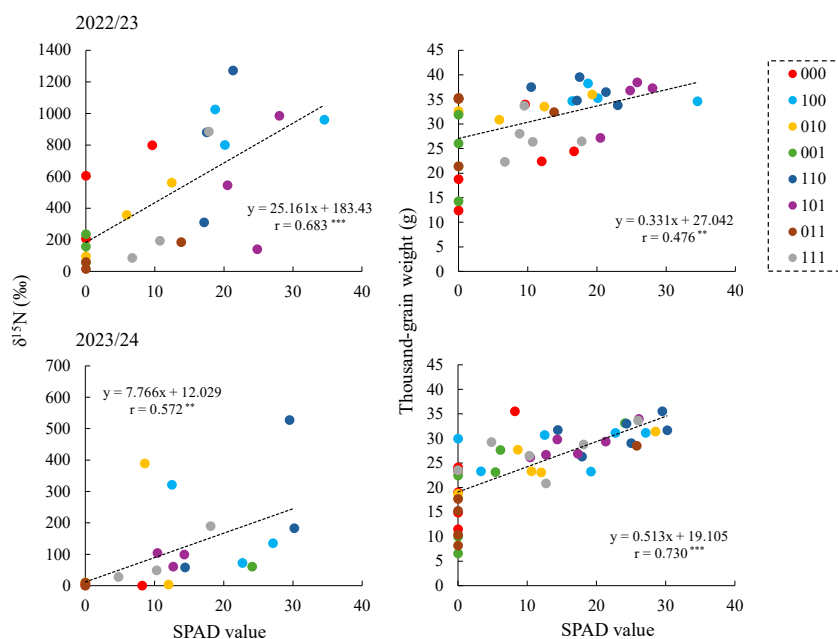 2022/23
1400
1200
1000
800
600
400
200
0
0 10 20 30 40
y = 25.161x + 183.43
r = 0.683 ***
45
40
35
30
25
20
15
10
5
0
0 10 20 30 40
y = 0.331x + 27.042
r = 0.476 **
000
100
010
001
110
101
011
111
δ¹⁵N (‰)
Thousand-grain weight (g)
2023/24
700
600
500
400
300
200
100
0
0 10 20 30 40
y = 7.766x + 12.029
r = 0.572 **
SPAD value
45
40
35
30
25
20
15
10
5
0
0 10 20 30 40
y = 0.513x + 19.105
r = 0.730 ***
SPAD value